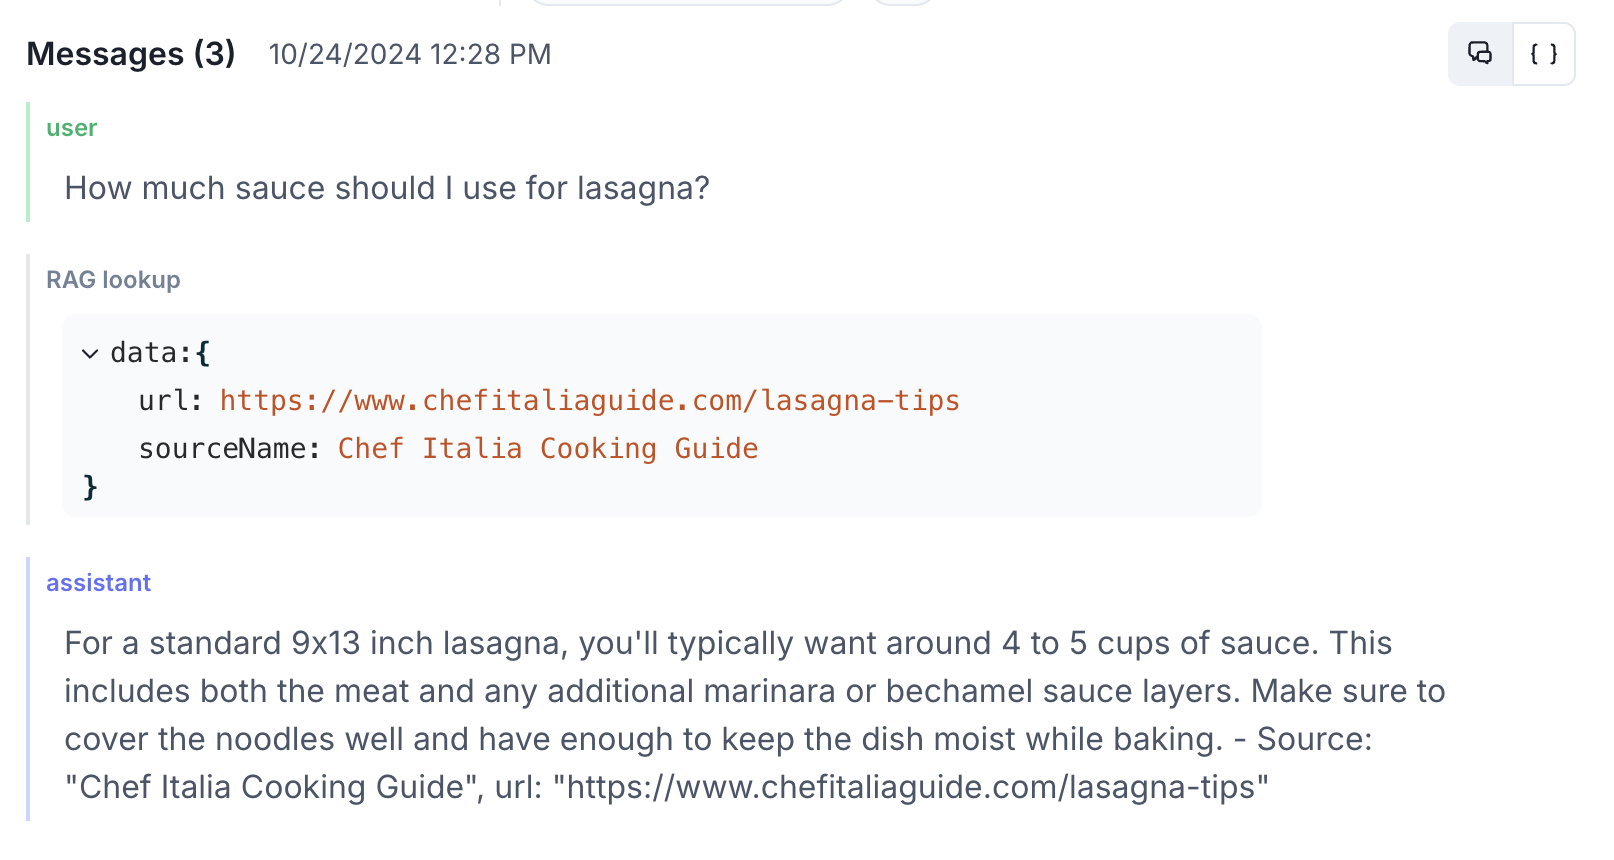 Messages (3) 10/24/2024 12:28 PM { }
user
How much sauce should I use for lasagna?
RAG lookup
data:{
url: https://www.chefitaliaguide.com/lasagna-tips
sourceName: Chef Italia Cooking Guide
}
assistant
For a standard 9x13 inch lasagna, you'll typically want around 4 to 5 cups of sauce. This
includes both the meat and any additional marinara or bechamel sauce layers. Make sure to
cover the noodles well and have enough to keep the dish moist while baking. - Source:
"Chef Italia Cooking Guide", url: "https://www.chefitaliaguide.com/lasagna-tips"